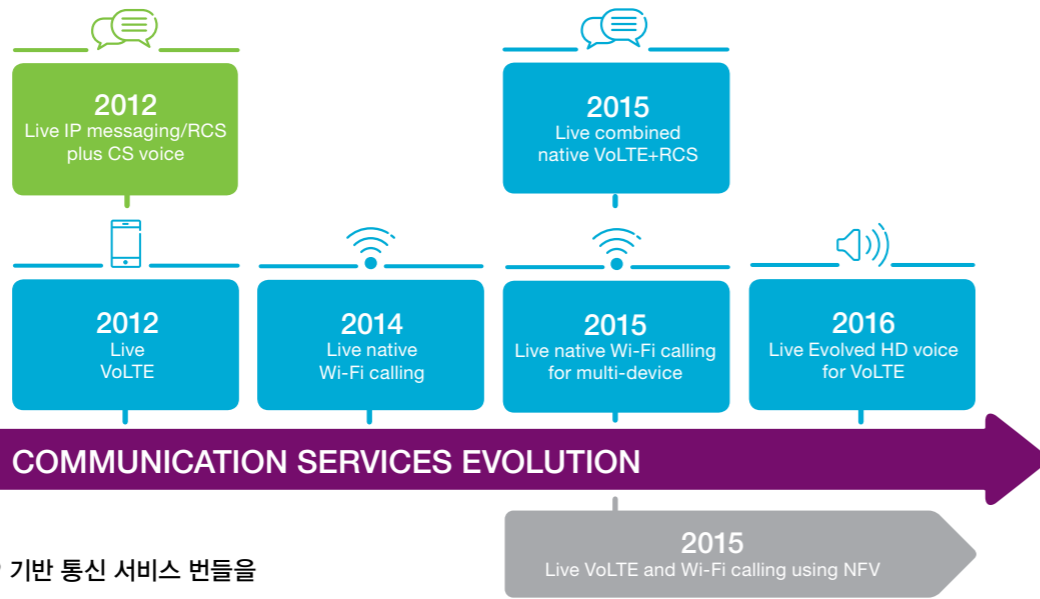 2012
Live IP messaging/RCS
plus CS voice
2015
Live combined
native VoLTE+RCS
2012
Live
VoLTE
2014
Live native
Wi-Fi calling
2015
Live native Wi-Fi calling
for multi-device
2016
Live Evolved HD voice
for VoLTE
COMMUNICATION SERVICES EVOLUTION
2015
Live VoLTE and Wi-Fi calling using NFV
기반 통신 서비스 번들을